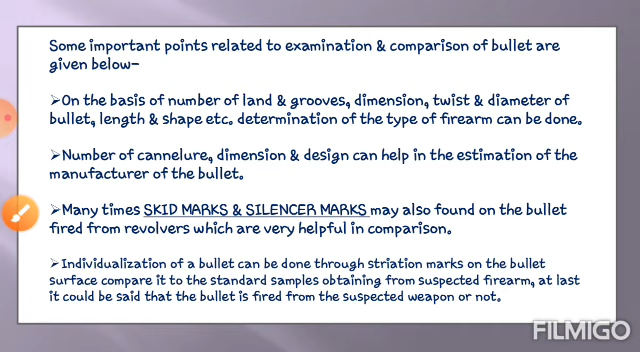 Some important points related to examination & comparison of bullet are
given below-
➢On the basis of number of land & grooves, dimension, twist & diameter of
bullet, length & shape etc. determination of the type of firearm can be done.
➢Number of cannelure, dimension & design can help in the estimation of the
manufacturer of the bullet.
➢Many times SKID MARKS & SILENCER MARKS may also found on the bullet
fired from revolvers which are very helpful in comparison.
➢Individualization of a bullet can be done through striation marks on the bullet
surface compare it to the standard samples obtaining from suspected firearm, at last
it could be said that the bullet is fired from the suspected weapon or not.
FILMIGO